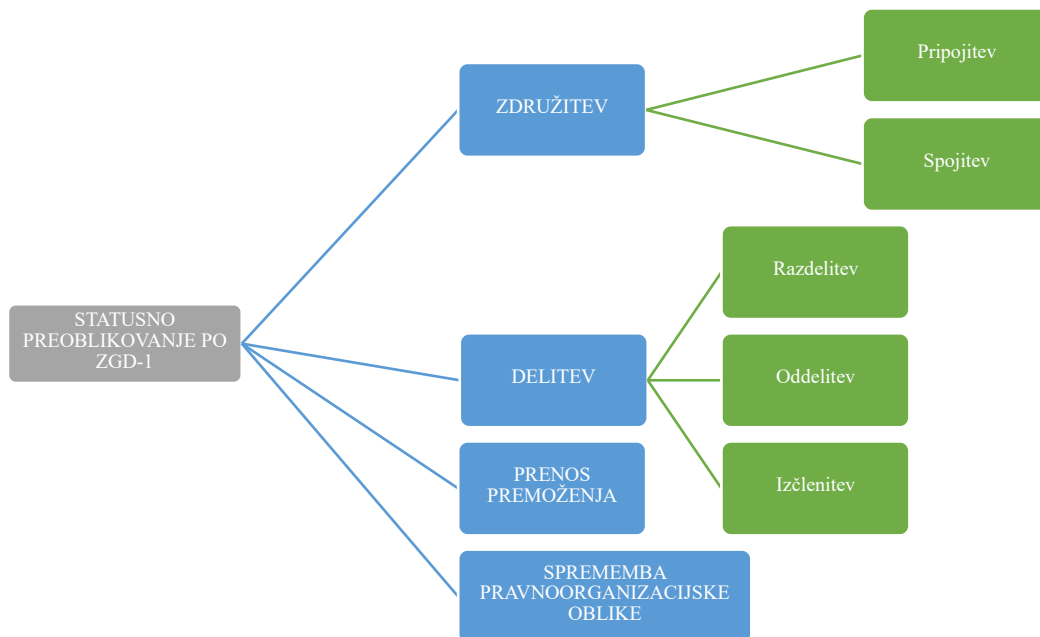 STATUSNO
PREOBLIKOVANJE PO
ZGD-1
ZDRUŽITEV
Pripojitev
Spojitev
DELITEV
Razdelitev
Oddelitev
Izčlenitev
PRENOS
PREMOŽENJA
SPREMEMBA
PRAVNOORGANIZACIJSKE
OBLIKE